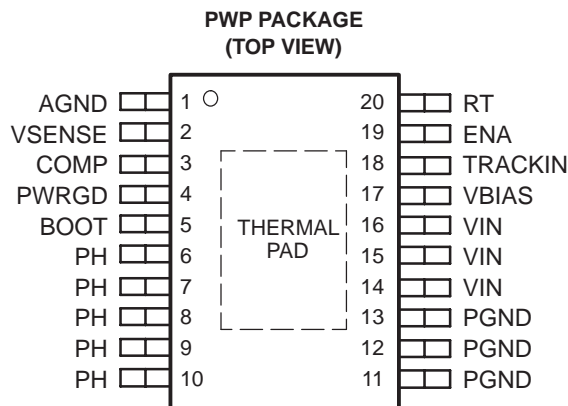 PWP PACKAGE
(TOP VIEW)
AGND 1 20 RT
VSENSE 2 19 ENA
COMP 3 18 TRACKIN
PWRGD 4 17 VBIAS
BOOT 5 16 VIN
PH 6 15 VIN
PH 7 14 VIN
PH 8 13 PGND
PH 9 12 PGND
PH 10 11 PGND
THERMAL
PAD